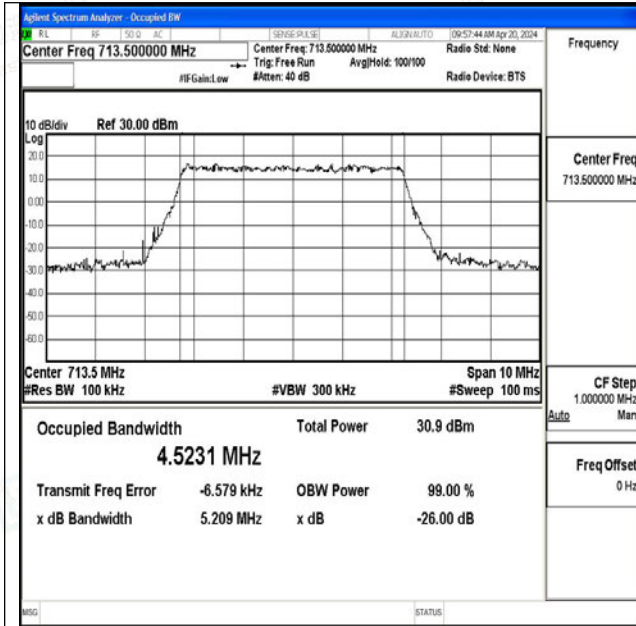 Agilent Spectrum Analyzer - Occupied BW
RL RF 50 Ω AC SENSE:PULSE ALIGNAUTO 09:57:44 AM Apr 20, 2024
Center Freq 713.500000 MHz
Center Freq: 713.500000 MHz
Radio Std: None
Trig: Free Run Avg|Hold: 100/100
#IFGain:Low
#Atten: 40 dB
Radio Device: BTS
10 dB/div Ref 30.00 dBm
Log
20.0
10.0
0.00
-10.0
-20.0
-30.0
-40.0
-50.0
-60.0
Center 713.5 MHz
Span 10 MHz
#Res BW 100 kHz
#VBW 300 kHz
#Sweep 100 ms
Occupied Bandwidth
4.5231 MHz
Total Power 30.9 dBm
Transmit Freq Error -6.579 kHz
OBW Power 99.00 %
x dB Bandwidth 5.209 MHz
x dB -26.00 dB
MSG
STATUS
Frequency
Center Freq
713.500000 MHz
CF Step
1.000000 MHz
Auto Man
Freq Offset
0 Hz